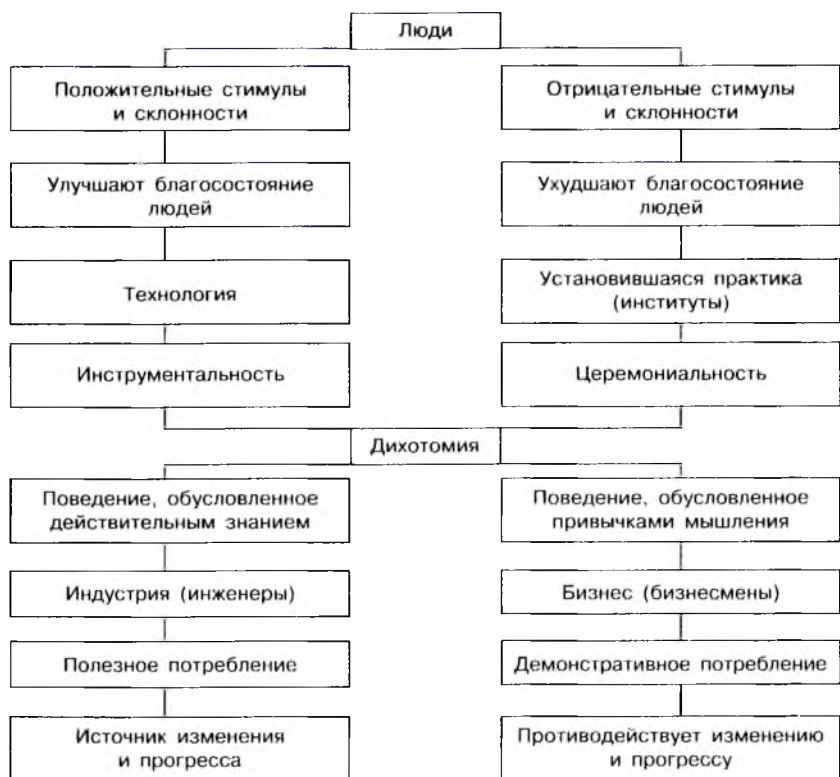 Люди
Положительные стимулы
и склонности
Отрицательные стимулы
и склонности
Улучшают благосостояние
людей
Ухудшают благосостояние
людей
Технология
Установившаяся практика
(институты)
Инструментальность
Церемониальность
Дихотомия
Поведение, обусловленное
действительным знанием
Поведение, обусловленное
привычками мышления
Индустрия (инженеры)
Бизнес (бизнесмены)
Полезное потребление
Демонстративное потребление
Источник изменения
и прогресса
Противодействует изменению
и прогрессу